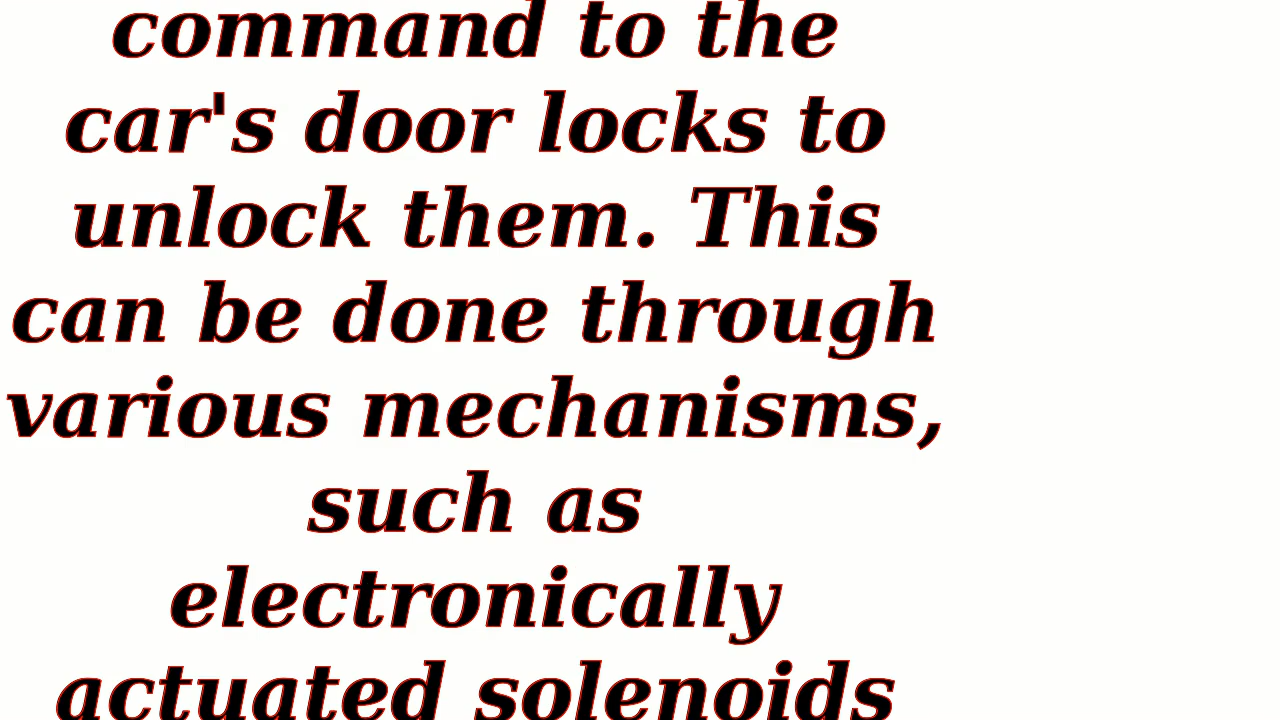 command to the
car's door locks to
unlock them. This
can be done through
various mechanisms,
such as
electronically
actuated solenoids